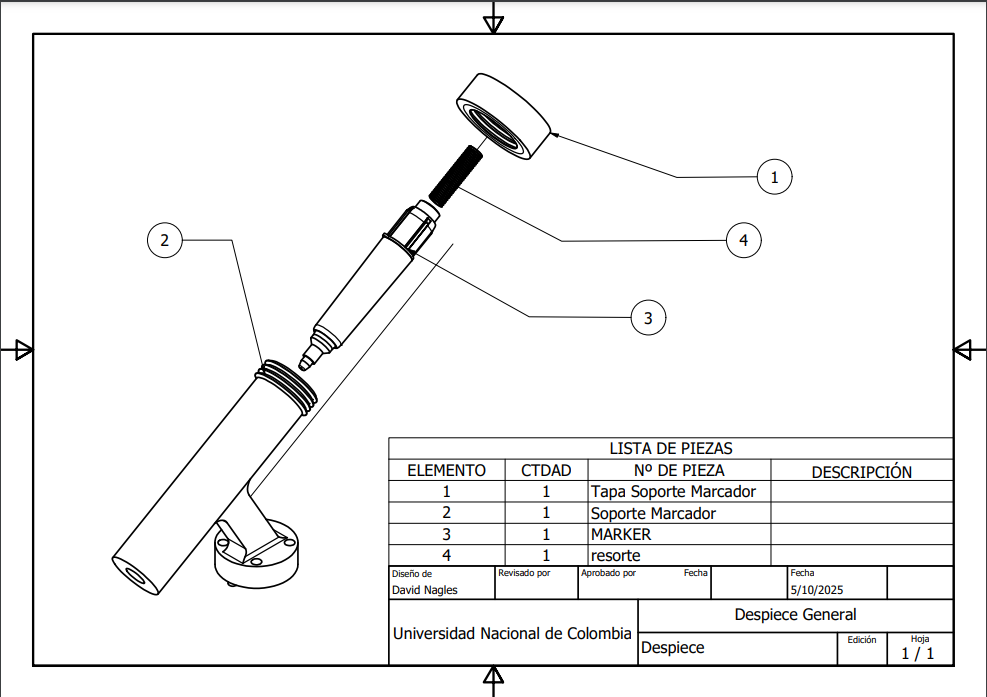 1
4
2
3
LISTA DE PIEZAS
ELEMENTO CTDAD Nº DE PIEZA DESCRIPCIÓN
1 1 Tapa Soporte Marcador
2 1 Soporte Marcador
3 1 MARKER
4 1 resorte
Diseño de Revisado por Aprobado por Fecha Fecha
David Nagles 5/10/2025
Universidad Nacional de Colombia
Despiece General
Despiece
Edición Hoja
1 / 1